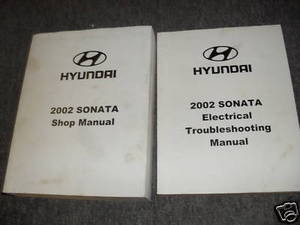 HYUNDAI
2002 SONATA
Shop Manual
HYUNDAI
2002 SONATA
Electrical
Troubleshooting
Manual